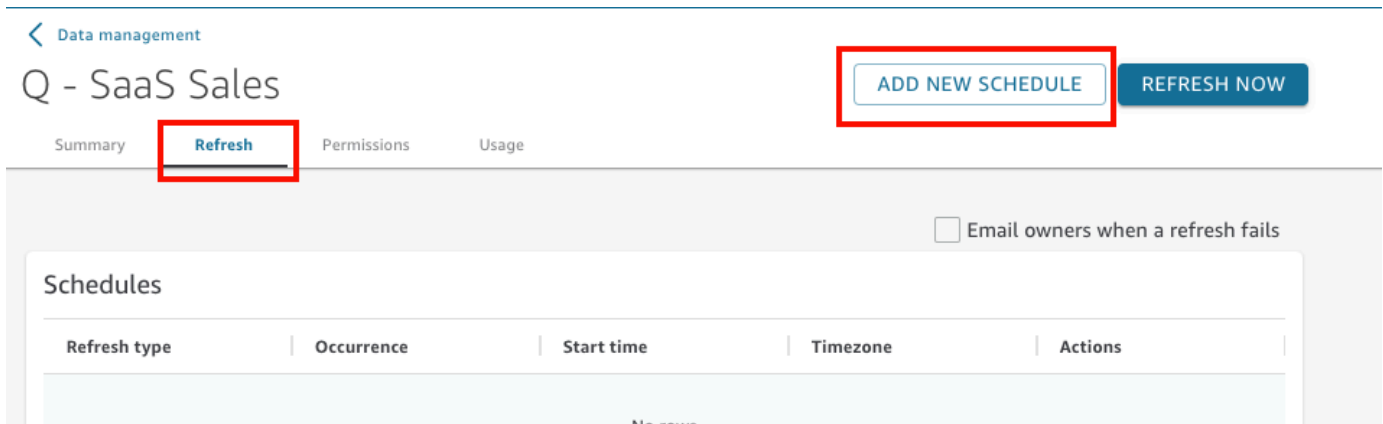 Data management
Q - SaaS Sales
ADD NEW SCHEDULE
REFRESH NOW
Summary
Refresh
Permissions
Usage
Email owners when a refresh fails
Schedules
Refresh type
Occurrence
Start time
Timezone
Actions